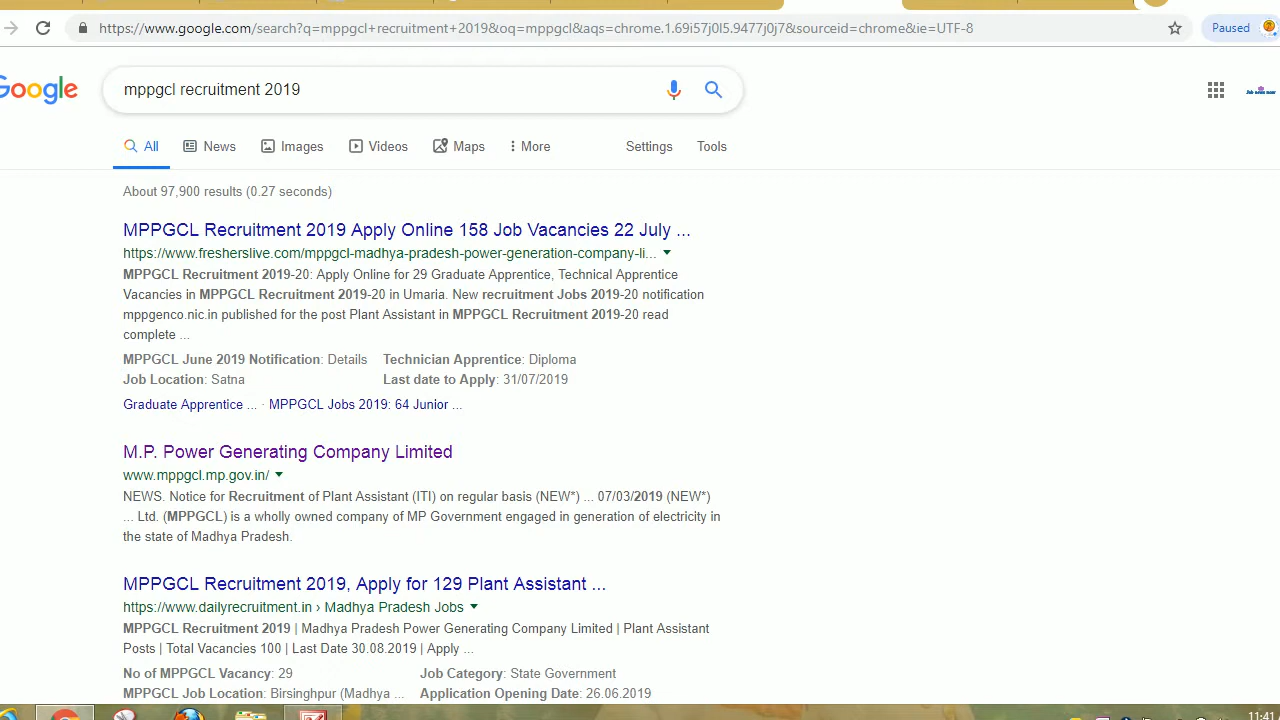 https://www.google.com/search?q=mppgcl+recruitment+2019&oq=mppgcl&aqs=chrome.1.69i57j0l5.9477j0j7&sourceid=chrome&ie=UTF-8
Paused
Google
mppgcl recruitment 2019
All News Images Videos Maps More Settings Tools
About 97,900 results (0.27 seconds)
MPPGCL Recruitment 2019 Apply Online 158 Job Vacancies 22 July ...
https://www.fresherslive.com/mppgcl-madhya-pradesh-power-generation-company-li...
MPPGCL Recruitment 2019-20: Apply Online for 29 Graduate Apprentice, Technical Apprentice
Vacancies in MPPGCL Recruitment 2019-20 in Umaria. New recruitment Jobs 2019-20 notification
mppgenco.nic.in published for the post Plant Assistant in MPPGCL Recruitment 2019-20 read
complete ...
MPPGCL June 2019 Notification: Details Technician Apprentice: Diploma
Job Location: Satna Last date to Apply: 31/07/2019
Graduate Apprentice ... · MPPGCL Jobs 2019: 64 Junior ...
M.P. Power Generating Company Limited
www.mppgcl.mp.gov.in/
NEWS. Notice for Recruitment of Plant Assistant (ITI) on regular basis (NEW*) ... 07/03/2019 (NEW*)
... Ltd. (MPPGCL) is a wholly owned company of MP Government engaged in generation of electricity in
the state of Madhya Pradesh.
MPPGCL Recruitment 2019, Apply for 129 Plant Assistant ...
https://www.dailyrecruitment.in › Madhya Pradesh Jobs
MPPGCL Recruitment 2019 | Madhya Pradesh Power Generating Company Limited | Plant Assistant
Posts | Total Vacancies 100 | Last Date 30.08.2019 | Apply ...
No of MPPGCL Vacancy: 29 Job Category: State Government
MPPGCL Job Location: Birsinghpur (Madhya ... Application Opening Date: 26.06.2019
11:41